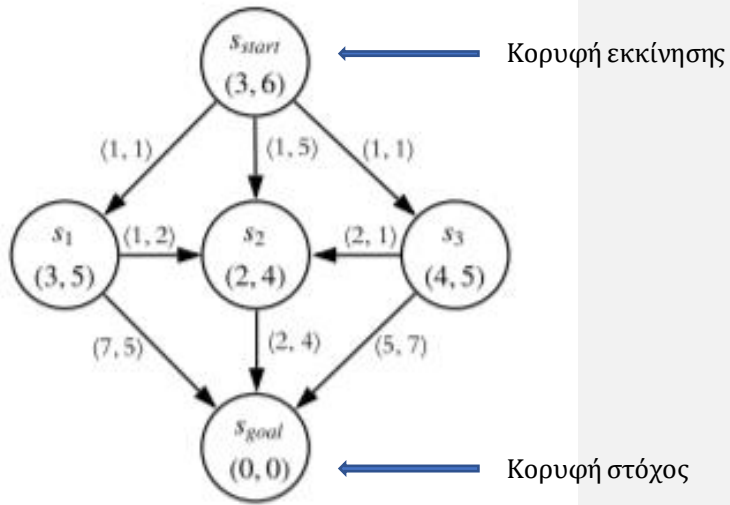 s_start
Κορυφή εκκίνησης
(3, 6)
(1, 1)
(1, 5)
(1, 1)
s_1
(1, 2)
s_2
(2, 1)
s_3
(3, 5)
(2, 4)
(4, 5)
(7, 5)
(2, 4)
(5, 7)
s_goal
(0, 0)
Κορυφή στόχος